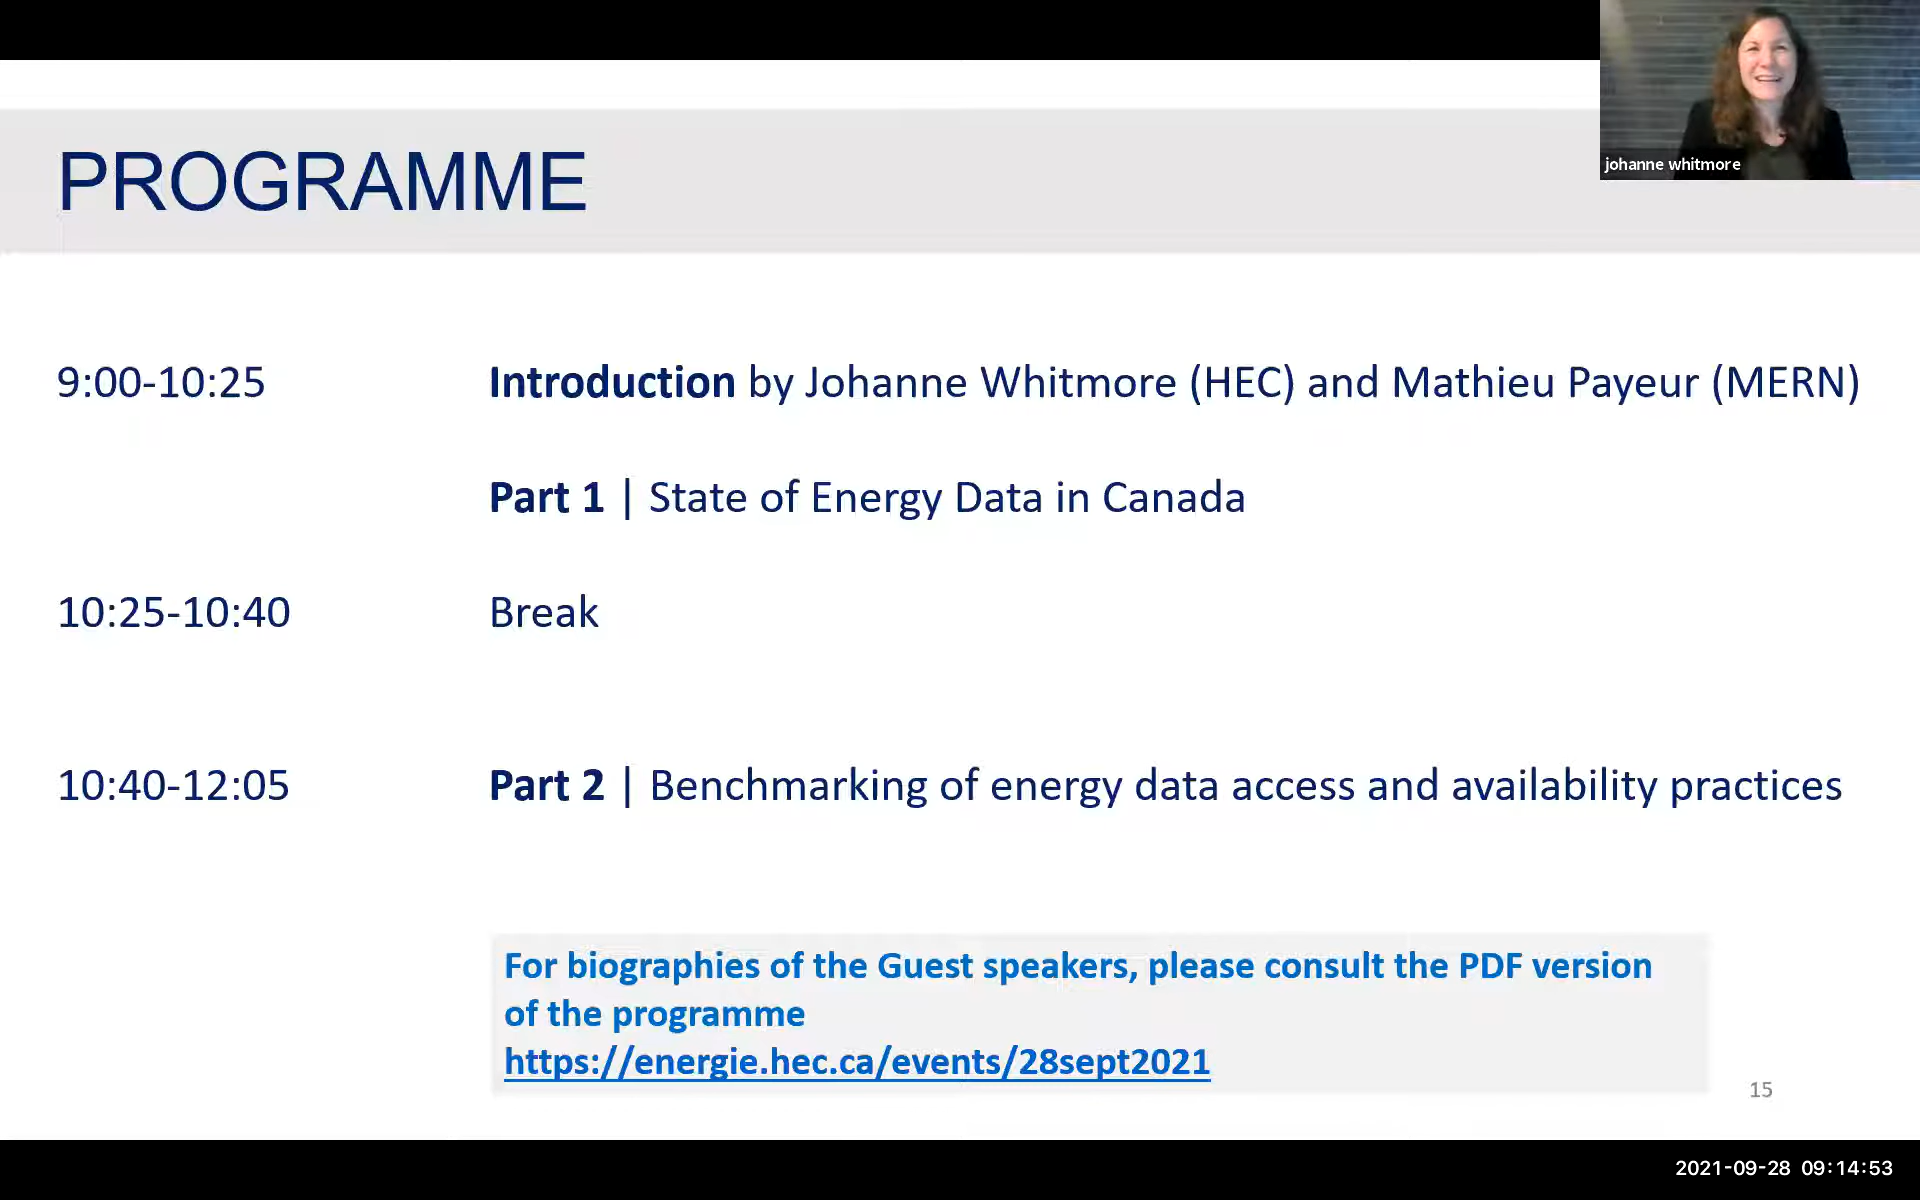 PROGRAMME
johanne whitmore
9:00-10:25 Introduction by Johanne Whitmore (HEC) and Mathieu Payeur (MERN)
Part 1 | State of Energy Data in Canada
10:25-10:40 Break
10:40-12:05 Part 2 | Benchmarking of energy data access and availability practices
For biographies of the Guest speakers, please consult the PDF version
of the programme
https://energie.hec.ca/events/28sept2021
15
2021-09-28 09:14:53